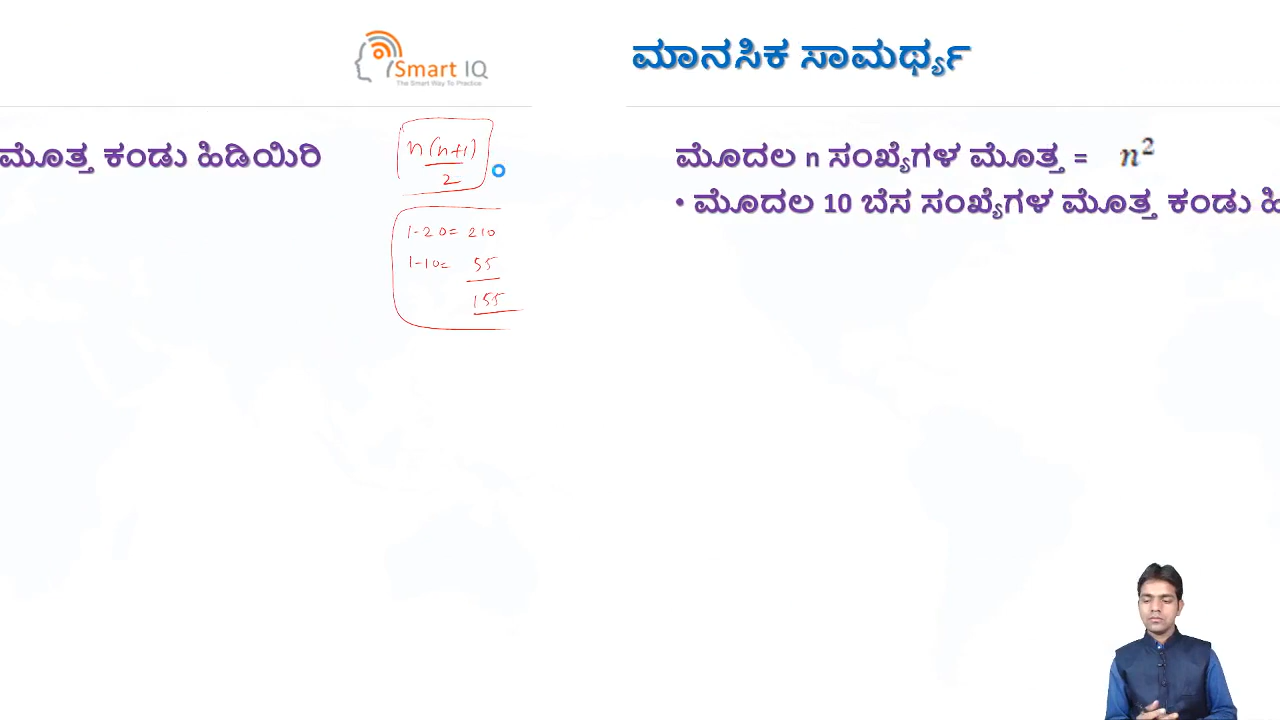 Smart IQ
The Smart Way To Practice
ಮೊತ್ತ ಕಂಡು ಹಿಡಿಯಿರಿ
n(n+1)
2
1-20= 210
1-10= 55
155
ಮಾನಸಿಕ ಸಾಮರ್ಥ್ಯ
ಮೊದಲ n ಸಂಖ್ಯೆಗಳ ಮೊತ್ತ = n²
• ಮೊದಲ 10 ಬೆಸ ಸಂಖ್ಯೆಗಳ ಮೊತ್ತ ಕಂಡು ಹಿ